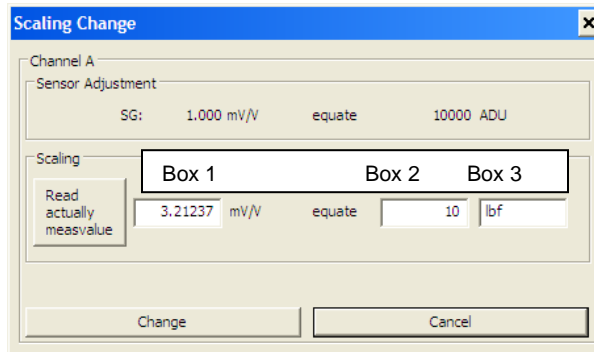 Scaling Change
Channel A
Sensor Adjustment
SG: 1.000 mV/V equate 10000 ADU
Scaling
Box 1 Box 2 Box 3
Read
actually
measvalue
3.21237 mV/V equate 10 lbf
Change Cancel